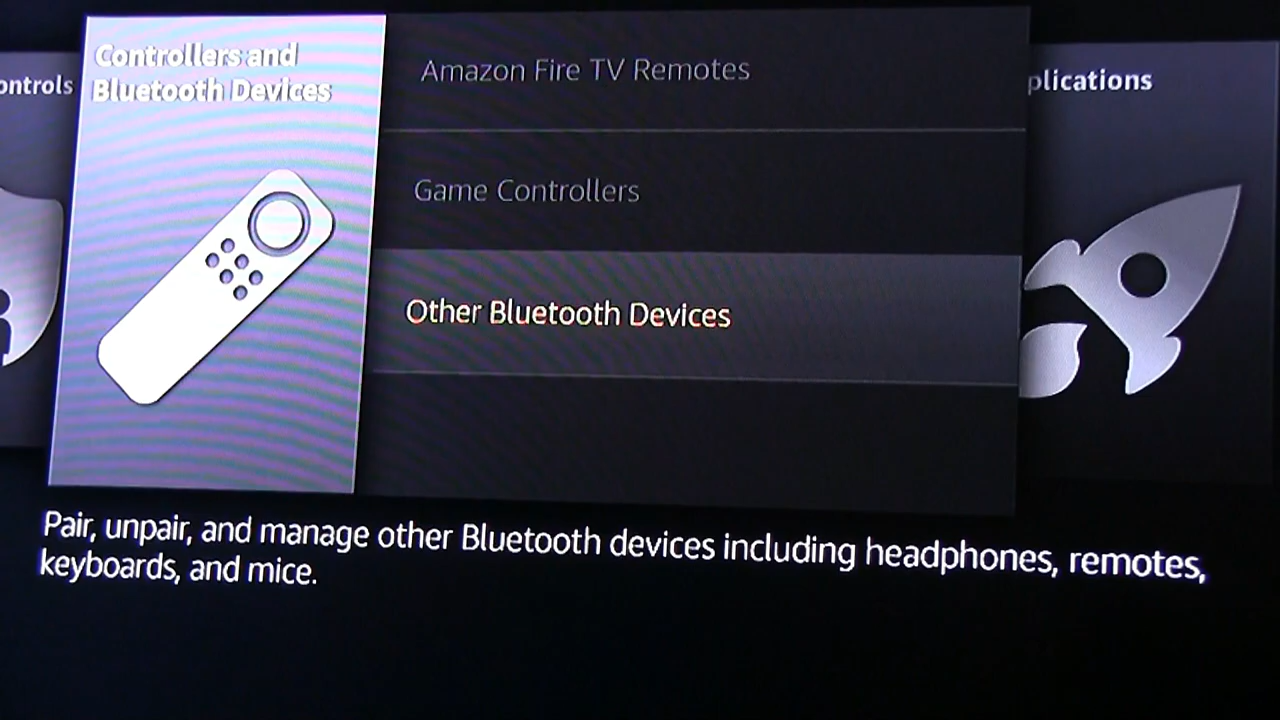 ontrols
Controllers and
Bluetooth Devices
Amazon Fire TV Remotes
Game Controllers
Other Bluetooth Devices
plications
Pair, unpair, and manage other Bluetooth devices including headphones, remotes,
keyboards, and mice.